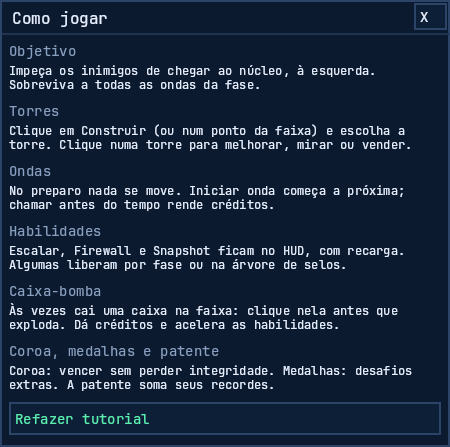 Como jogar
X
Objetivo
Impeça os inimigos de chegar ao núcleo, à esquerda.
Sobreviva a todas as ondas da fase.
Torres
Clique em Construir (ou num ponto da faixa) e escolha a
torre. Clique numa torre para melhorar, mirar ou vender.
Ondas
No preparo nada se move. Iniciar onda começa a próxima;
chamar antes do tempo rende créditos.
Habilidades
Escalar, Firewall e Snapshot ficam no HUD, com recarga.
Algumas liberam por fase ou na árvore de selos.
Caixa-bomba
Às vezes cai uma caixa na faixa: clique nela antes que
exploda. Dá créditos e acelera as habilidades.
Coroa, medalhas e patente
Coroa: vencer sem perder integridade. Medalhas: desafios
extras. A patente soma seus recordes.
Refazer tutorial